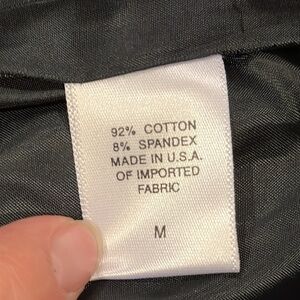 92% COTTON
8% SPANDEX
MADE IN U.S.A.
OF IMPORTED
FABRIC
M